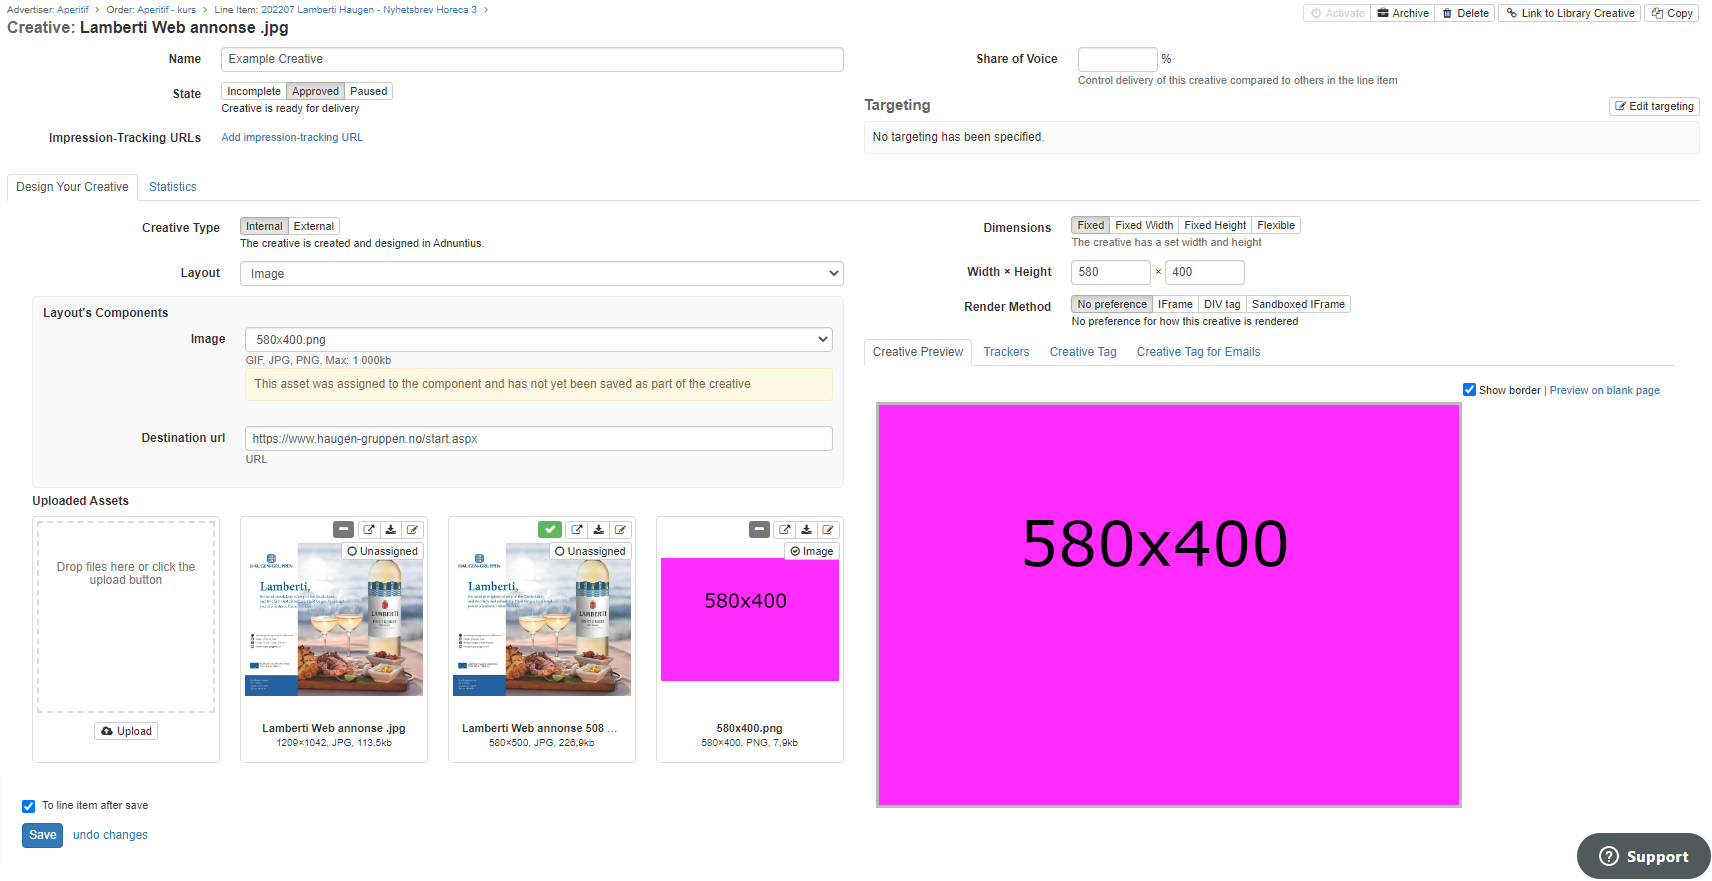 Advertiser: Aperitif > Order: Aperitif - kurs > Line Item: 202207 Lamberti Haugen - Nyhetsbrev Horeca 3 >
Activate Archive Delete Link to Library Creative Copy
Creative: Lamberti Web annonse .jpg
Name Example Creative
State Incomplete Approved Paused
Creative is ready for delivery
Impression-Tracking URLs Add impression-tracking URL
Share of Voice %
Control delivery of this creative compared to others in the line item
Targeting Edit targeting
No targeting has been specified.
Design Your Creative Statistics
Creative Type Internal External
The creative is created and designed in Adnuntius.
Layout Image
Layout's Components
Image 580x400.png
GIF, JPG, PNG, Max: 1 000kb
This asset was assigned to the component and has not yet been saved as part of the creative
Destination url https://www.haugen-gruppen.no/start.aspx
URL
Dimensions Fixed Fixed Width Fixed Height Flexible
The creative has a set width and height
Width × Height 580 × 400
Render Method No preference IFrame DIV tag Sandboxed IFrame
No preference for how this creative is rendered
Creative Preview Trackers Creative Tag Creative Tag for Emails
Show border | Preview on blank page
580x400
Uploaded Assets
Drop files here or click the
upload button
Upload
Unassigned
HAUGEN-GRUPPEN
Lamberti,
LAMBERTI
Lamberti Web annonse .jpg
1209×1042, JPG, 113,5kb
Unassigned
HAUGEN-GRUPPEN
Lamberti,
LAMBERTI
Lamberti Web annonse 508 ...
580×500, JPG, 226,9kb
Image
580x400
580x400.png
580×400, PNG, 7,9kb
To line item after save
Save undo changes
Support